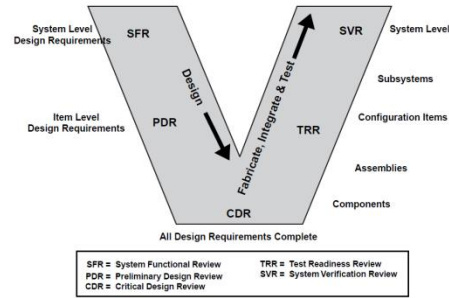 System Level
Design Requirements
SFR
SVR
System Level
Design
Subsystems
Item Level
Design Requirements
PDR
Fabricate, Integrate & Test
TRR
Configuration Items
Assemblies
CDR
Components
All Design Requirements Complete
SFR = System Functional Review
PDR = Preliminary Design Review
CDR = Critical Design Review
TRR = Test Readiness Review
SVR = System Verification Review